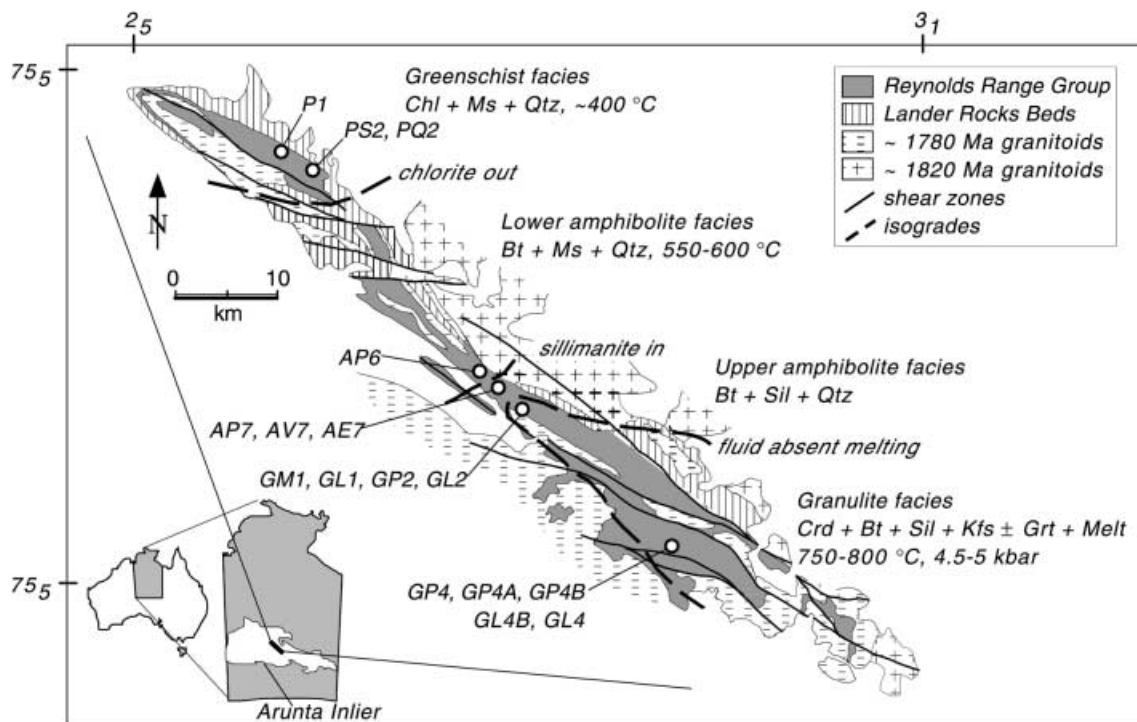 25
31
755
Greenschist facies
Chl + Ms + Qtz, ~400 °C
P1
PS2, PQ2
chlorite out
N
0 10
km
Reynolds Range Group
Lander Rocks Beds
~ 1780 Ma granitoids
~ 1820 Ma granitoids
shear zones
isogrades
Lower amphibolite facies
Bt + Ms + Qtz, 550-600 °C
AP6
sillimanite in
Upper amphibolite facies
Bt + Sil + Qtz
AP7, AV7, AE7
fluid absent melting
GM1, GL1, GP2, GL2
Granulite facies
Crd + Bt + Sil + Kfs ± Grt + Melt
750-800 °C, 4.5-5 kbar
755
GP4, GP4A, GP4B
GL4B, GL4
Arunta Inlier